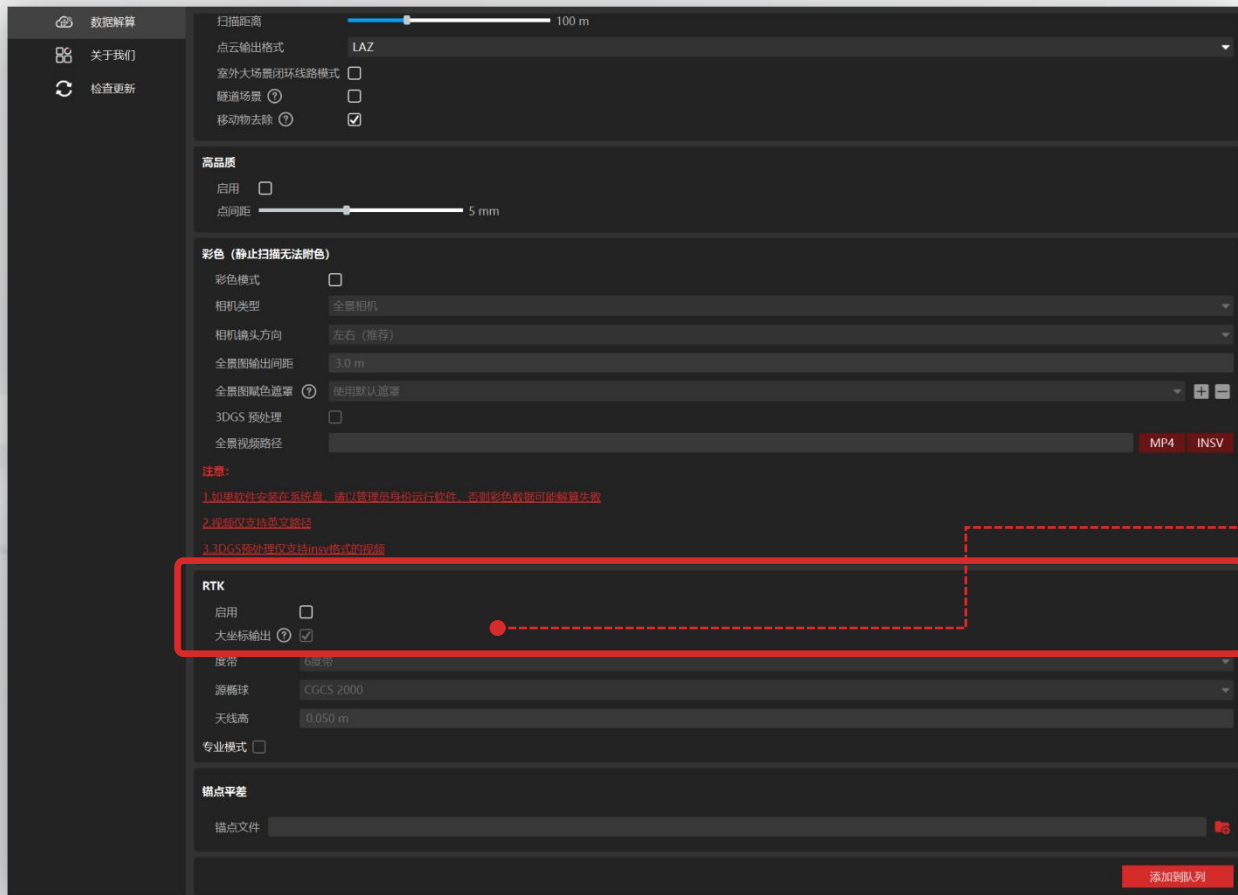 数据解算
关于我们
检查更新
扫描距离 100 m
点云输出格式 LAZ
室外大场景闭环线路模式
隧道场景 ?
移动物去除 ?
高品质
启用
点间距 5 mm
彩色（静止扫描无法附色）
彩色模式
相机类型 全景相机
相机镜头方向 左右（推荐）
全景图输出间距 3.0 m
全景图赋色遮罩 ? 使用默认遮罩
3DGS 预处理
全景视频路径 MP4 INSV
注意：
1.如果软件安装在系统盘，请以管理员身份运行软件，否则彩色数据可能解算失败
2.视频仅支持英文路径
3.3DGS预处理仅支持insv格式的视频
RTK
启用
大坐标输出 ?
度带 6度带
源椭球 CGCS 2000
天线高 0.050 m
专业模式
锚点平差
锚点文件
添加到队列